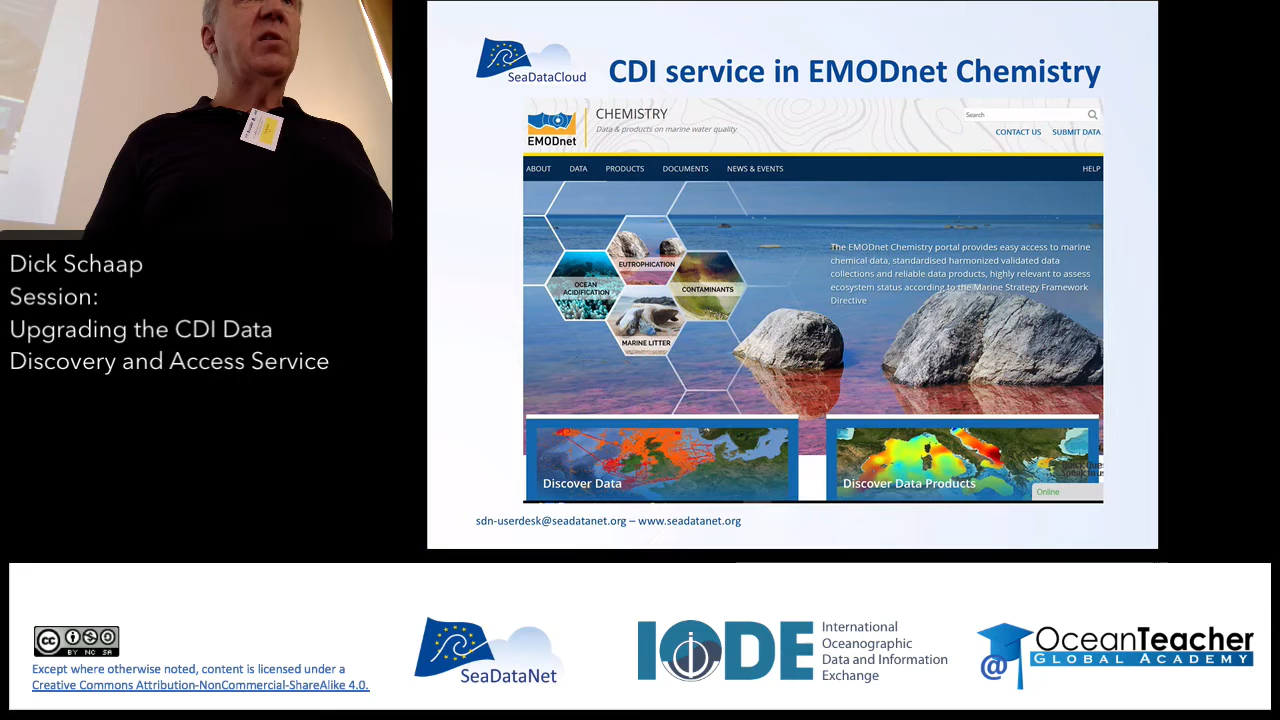 SeaDataCloud
CDI service in EMODnet Chemistry
EMODnet
CHEMISTRY
Data & products on marine water quality
Search
CONTACT US SUBMIT DATA
ABOUT DATA PRODUCTS DOCUMENTS NEWS & EVENTS HELP
EUTROPHICATION
OCEAN
ACIDIFICATION
CONTAMINANTS
MARINE LITTER
The EMODnet Chemistry portal provides easy access to marine
chemical data, standardised harmonized validated data
collections and reliable data products, highly relevant to assess
ecosystem status according to the Marine Strategy Framework
Directive
Discover Data
Discover Data Products
Online
sdn-userdesk@seadatanet.org – www.seadatanet.org
Dick Schaap
Session:
Upgrading the CDI Data
Discovery and Access Service
cc
BY NC SA
Except where otherwise noted, content is licensed under a
Creative Commons Attribution-NonCommercial-ShareAlike 4.0.
SeaDataNet
IODE
International
Oceanographic
Data and Information
Exchange
@
OceanTeacher
GLOBAL ACADEMY